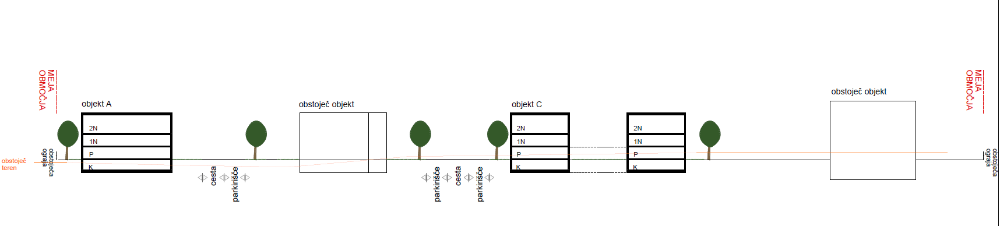 MEJA
OBMOČJA
objekt A
2N
1N
P
K
obstoječa
ograja
obstoječ
teren
cesta
parkirišče
obstoječ objekt
parkirišče
cesta
parkirišče
objekt C
2N
1N
P
K
2N
1N
P
K
obstoječ objekt
MEJA
OBMOČJA
obstoječa
ograja